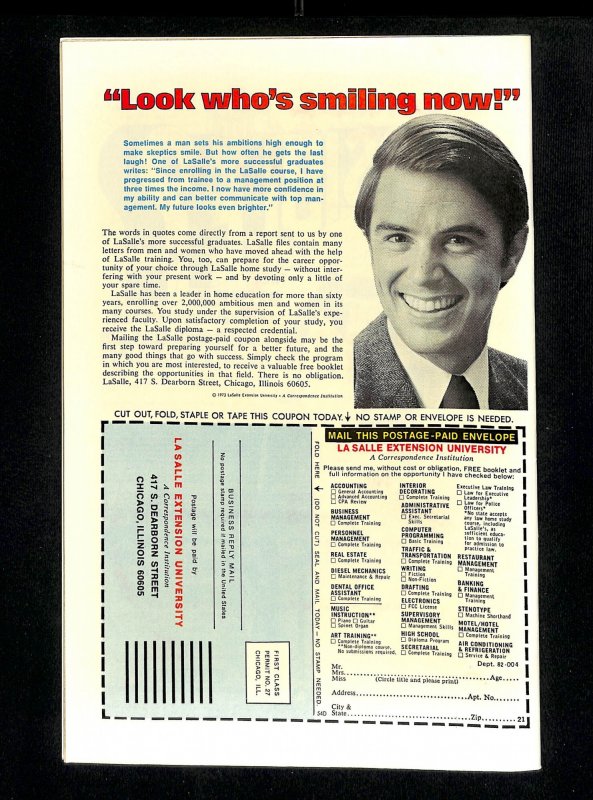 “Look who's smiling now!”
Sometimes a man sets his ambitions high enough to
make skeptics smile. But how often he gets the last
laugh! One of LaSalle's more successful graduates
writes: "Since enrolling in the LaSalle course, I have
progressed from trainee to a management position at
three times the income. I now have more confidence in
my ability and can better communicate with top man-
agement. My future looks even brighter."
The words in quotes come directly from a report sent to us by one
of LaSalle's more successful graduates. LaSalle files contain many
letters from men and women who have moved ahead with the help
of LaSalle training. You, too, can prepare for the career oppor-
tunity of your choice through LaSalle home study — without inter-
fering with your present work — and by devoting only a little of
your spare time.
LaSalle has been a leader in home education for more than sixty
years, enrolling over 2,000,000 ambitious men and women in its
many courses. You study under the supervision of LaSalle's expe-
rienced faculty. Upon satisfactory completion of your study, you
receive the LaSalle diploma — a respected credential.
Mailing the LaSalle postage-paid coupon alongside may be the
first step toward preparing yourself for a better future, and the
many good things that go with success. Simply check the program
in which you are most interested, to receive a valuable free booklet
describing the opportunities in that field. There is no obligation.
LaSalle, 417 S. Dearborn Street, Chicago, Illinois 60605.
© 1973 LaSalle Extension University • A Correspondence Institution
CUT OUT, FOLD, STAPLE OR TAPE THIS COUPON TODAY. NO STAMP OR ENVELOPE IS NEEDED.
BUSINESS REPLY MAIL
No postage stamp required if mailed in the United States
Postage will be paid by
LA SALLE EXTENSION UNIVERSITY
A Correspondence Institution
417 S. DEARBORN STREET
CHICAGO, ILLINOIS 60605
FIRST CLASS
PERMIT NO. 27
CHICAGO, ILL.
FOLD HERE (DO NOT CUT) SEAL AND MAIL TODAY — NO STAMP NEEDED.
54D
MAIL THIS POSTAGE-PAID ENVELOPE
LA SALLE EXTENSION UNIVERSITY
A Correspondence Institution
Please send me, without cost or obligation, FREE booklet and
full information on the opportunity I have checked below:
ACCOUNTING
General Accounting
Advanced Accounting
CPA Review
BUSINESS
MANAGEMENT
Complete Training
PERSONNEL
MANAGEMENT
Complete Training
REAL ESTATE
Complete Training
DIESEL MECHANICS
Maintenance & Repair
DENTAL OFFICE
ASSISTANT
Complete Training
MUSIC
INSTRUCTION**
Piano Guitar
Spinet Organ
ART TRAINING**
Complete Training
**Non-diploma course.
No submissions required.
INTERIOR
DECORATING
Complete Training
ADMINISTRATIVE
ASSISTANT
Exec. Secretarial
Skills
COMPUTER
PROGRAMMING
Basic Training
TRAFFIC &
TRANSPORTATION
Complete Training
WRITING
Fiction
Non-Fiction
DRAFTING
Complete Training
ELECTRONICS
FCC License
SUPERVISORY
MANAGEMENT
Management Skills
HIGH SCHOOL
Diploma Program
SECRETARIAL
Complete Training
Executive Law Training
Law for Executive
Leadership*
Law for Police
Officers*
*No state accepts
any law home study
course, including
LaSalle's, as
sufficient educa-
tion to qualify
for admission to
practice law.
RESTAURANT
MANAGEMENT
Management
Training
BANKING
& FINANCE
Management
Training
STENOTYPE
Machine Shorthand
MOTEL/HOTEL
MANAGEMENT
Complete Training
AIR CONDITIONING
& REFRIGERATION
Service & Repair
Dept. 82-004
Mr.
Mrs.
Miss (Circle title and please print) Age
Address Apt. No.
City &
State Zip 21